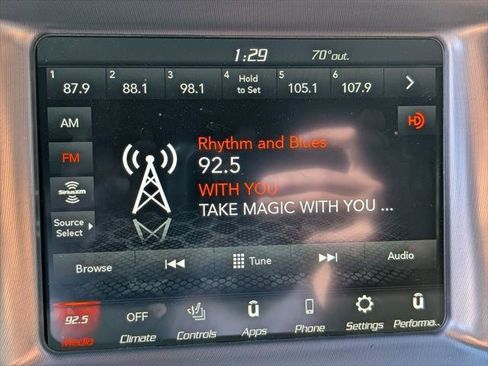 1:29 70°out.
1 2 3 4 Hold 5 6
87.9 88.1 98.1 to Set 105.1 107.9
AM
HD
Rhythm and Blues
FM
92.5
SiriusXM
WITH YOU
TAKE MAGIC WITH YOU ...
Source
Select
Browse Tune Audio
92.5 OFF
Media Climate Controls Apps Phone Settings Performa...